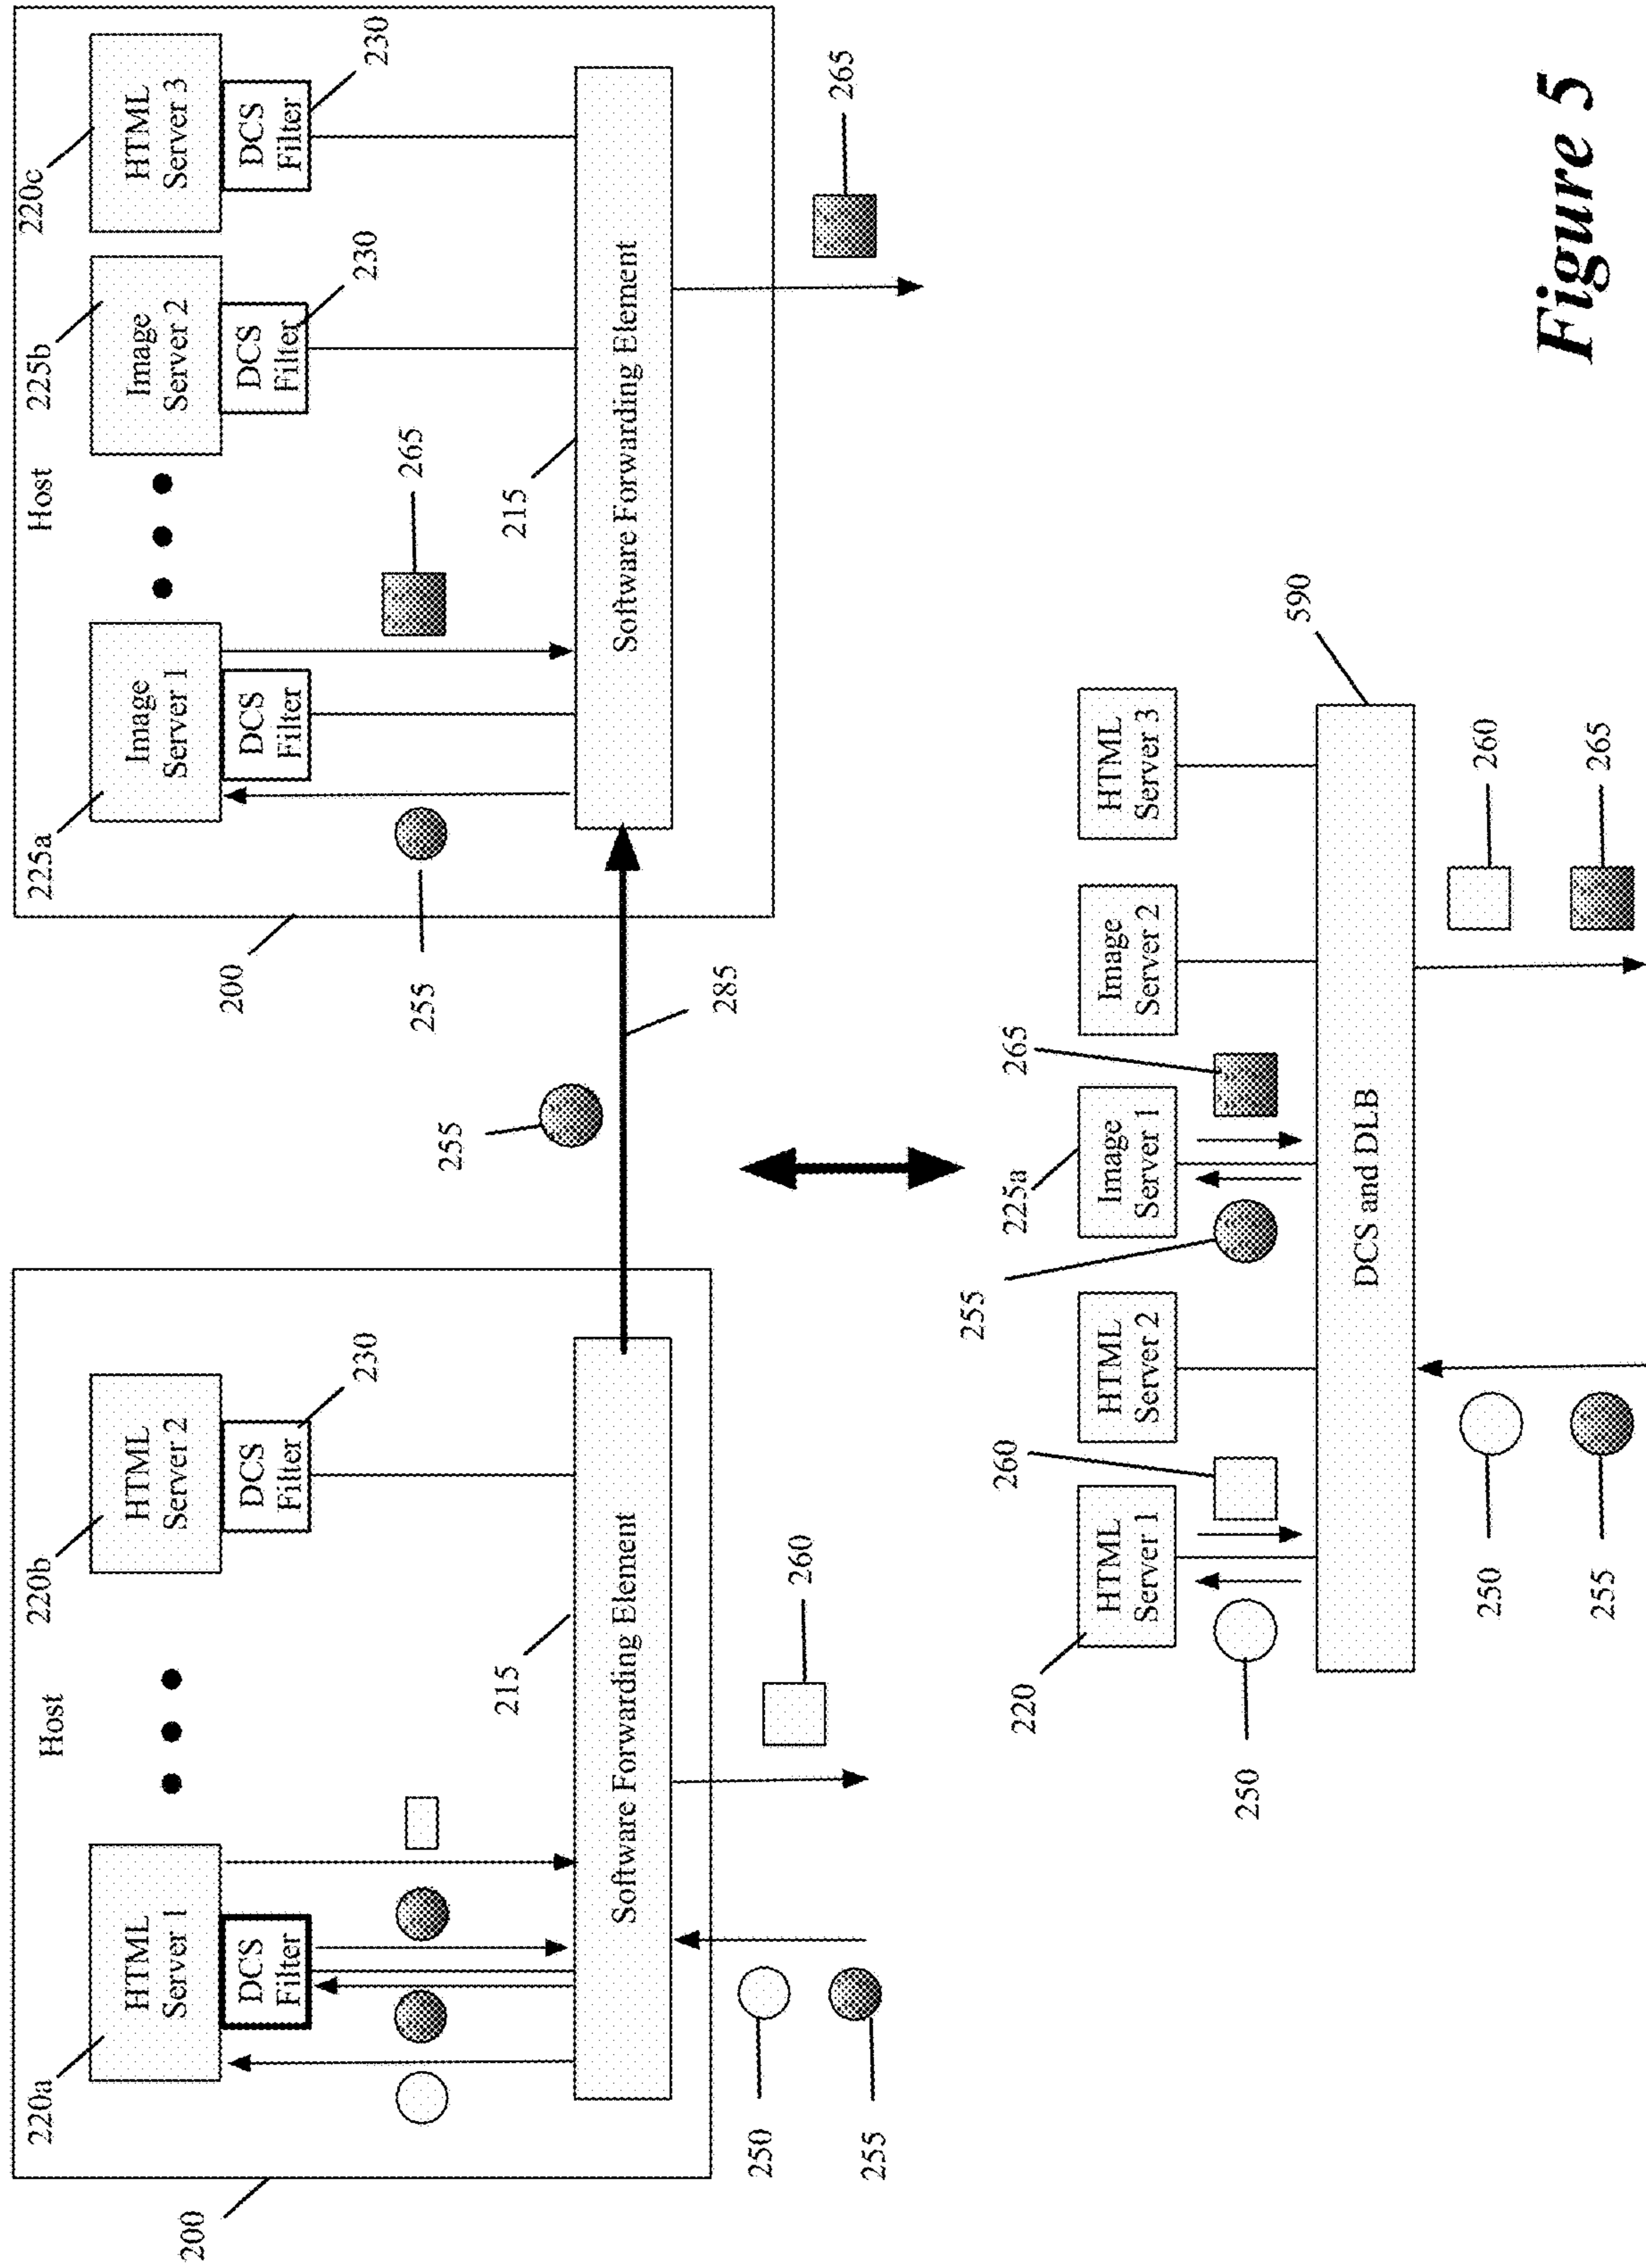 Host
220a
HTML
Server 1
DCS
Filter
220b
HTML
Server 2
DCS
Filter
230
215
Software Forwarding Element
200
250
255
260
255
285
Host
225a
Image
Server 1
DCS
Filter
255
265
225b
Image
Server 2
DCS
Filter
230
220c
HTML
Server 3
DCS
Filter
230
215
Software Forwarding Element
200
265
220
HTML
Server 1
250
260
HTML
Server 2
225a
Image
Server 1
255
265
Image
Server 2
HTML
Server 3
590
DCS and DLB
250
255
260
265
Figure 5